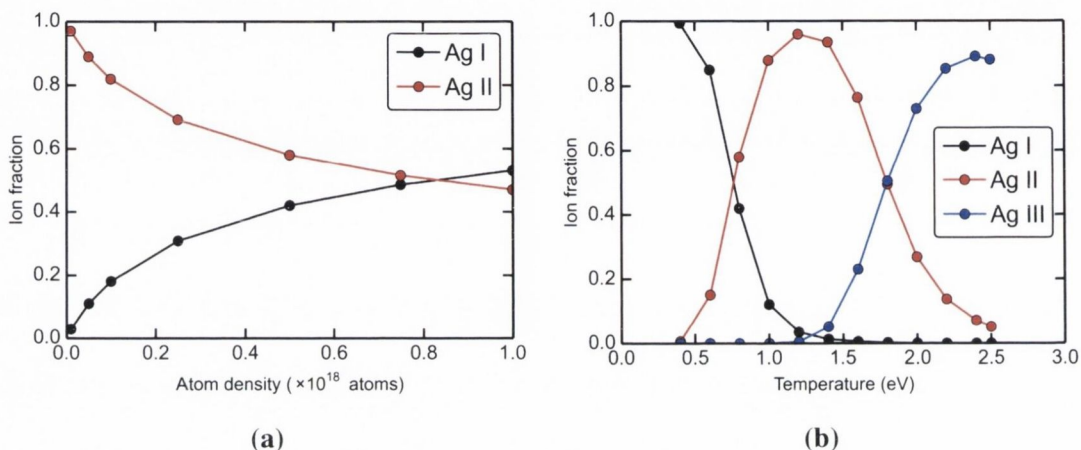 1.0
0.8
0.6
0.4
0.2
0.0
Ion fraction
0.0 0.2 0.4 0.6 0.8 1.0
Atom density (×10¹⁸ atoms)
Ag I
Ag II
(a)
1.0
0.8
0.6
0.4
0.2
0.0
Ion fraction
0.0 0.5 1.0 1.5 2.0 2.5 3.0
Temperature (eV)
Ag I
Ag II
Ag III
(b)